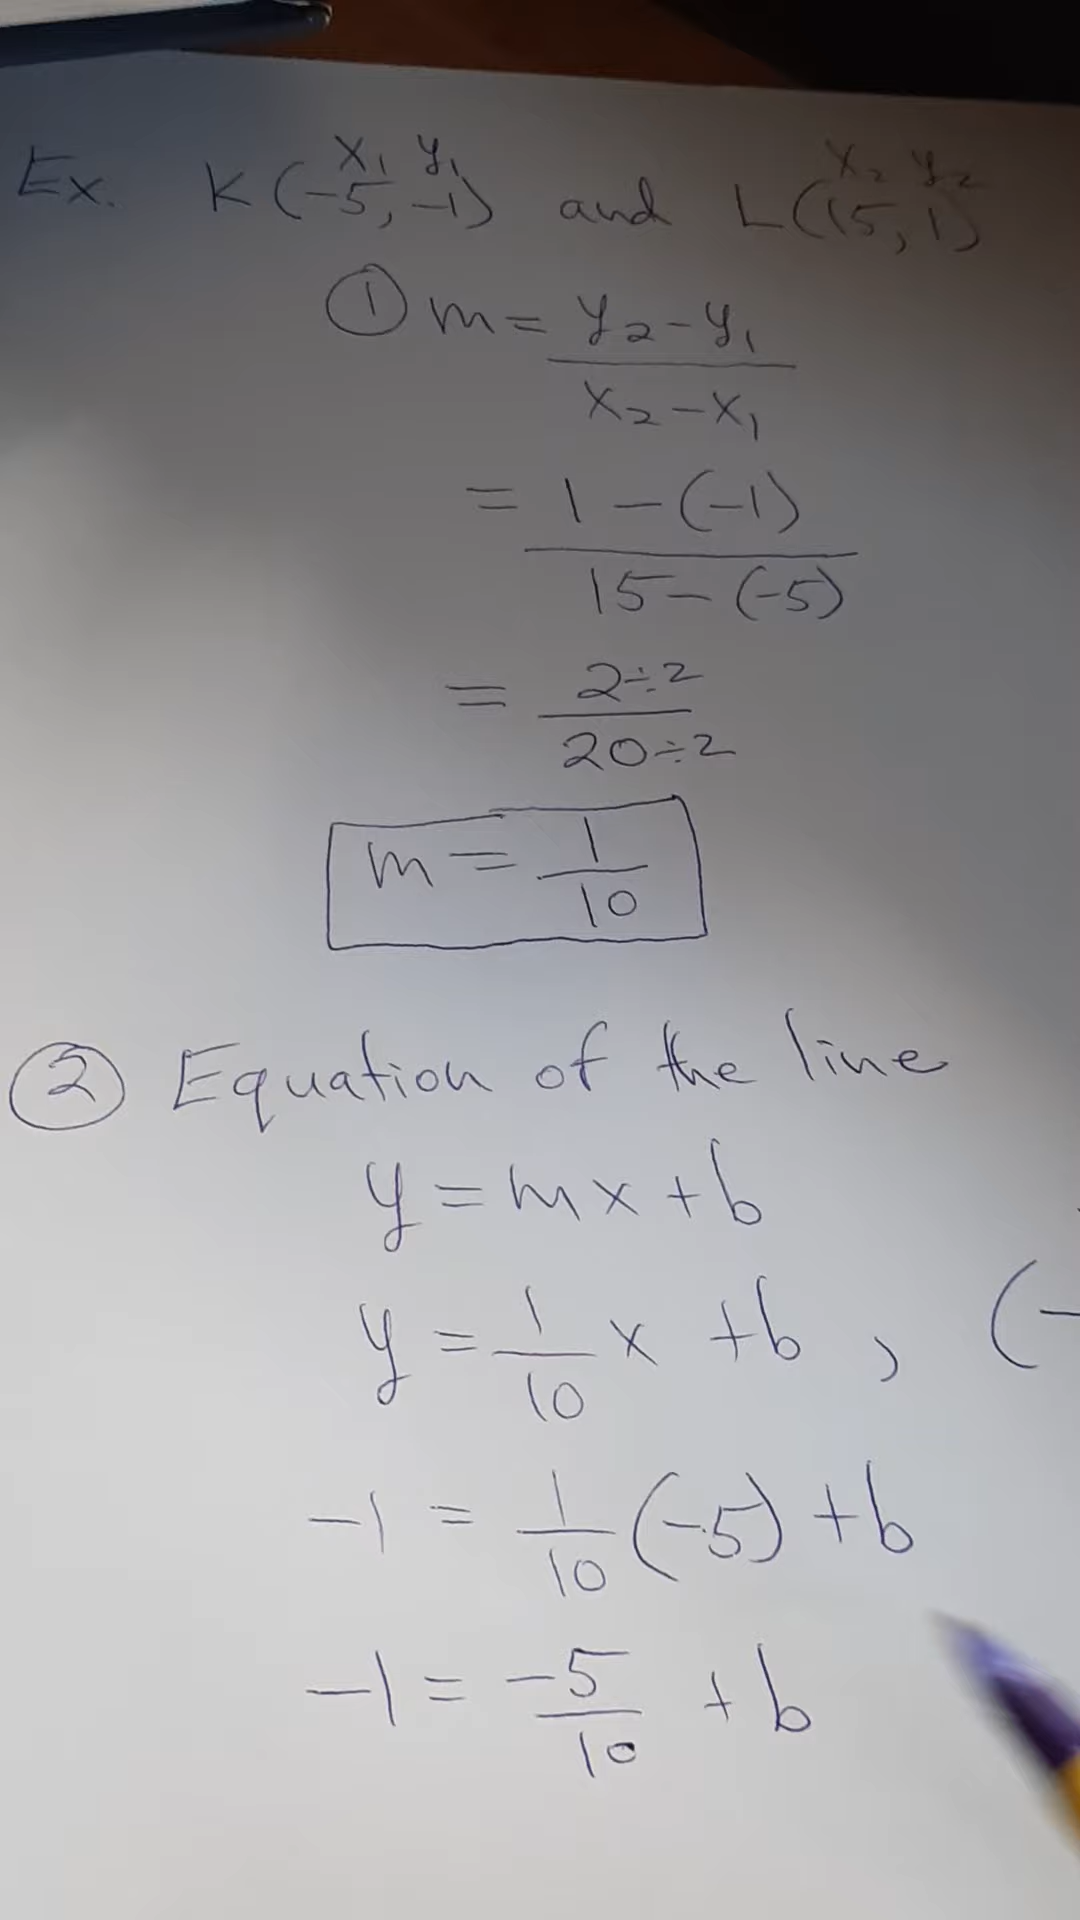 Ex. K(-5, -1) and L(15, 1)
x₁ y₁ x₂ y₂
① m = y₂ - y₁
x₂ - x₁
= 1 - (-1)
15 - (-5)
= 2÷2
20÷2
m = 1
10
② Equation of the line
y = mx + b
y = 1/10 x + b , (-
-1 = 1/10 (-5) + b
-1 = -5/10 + b